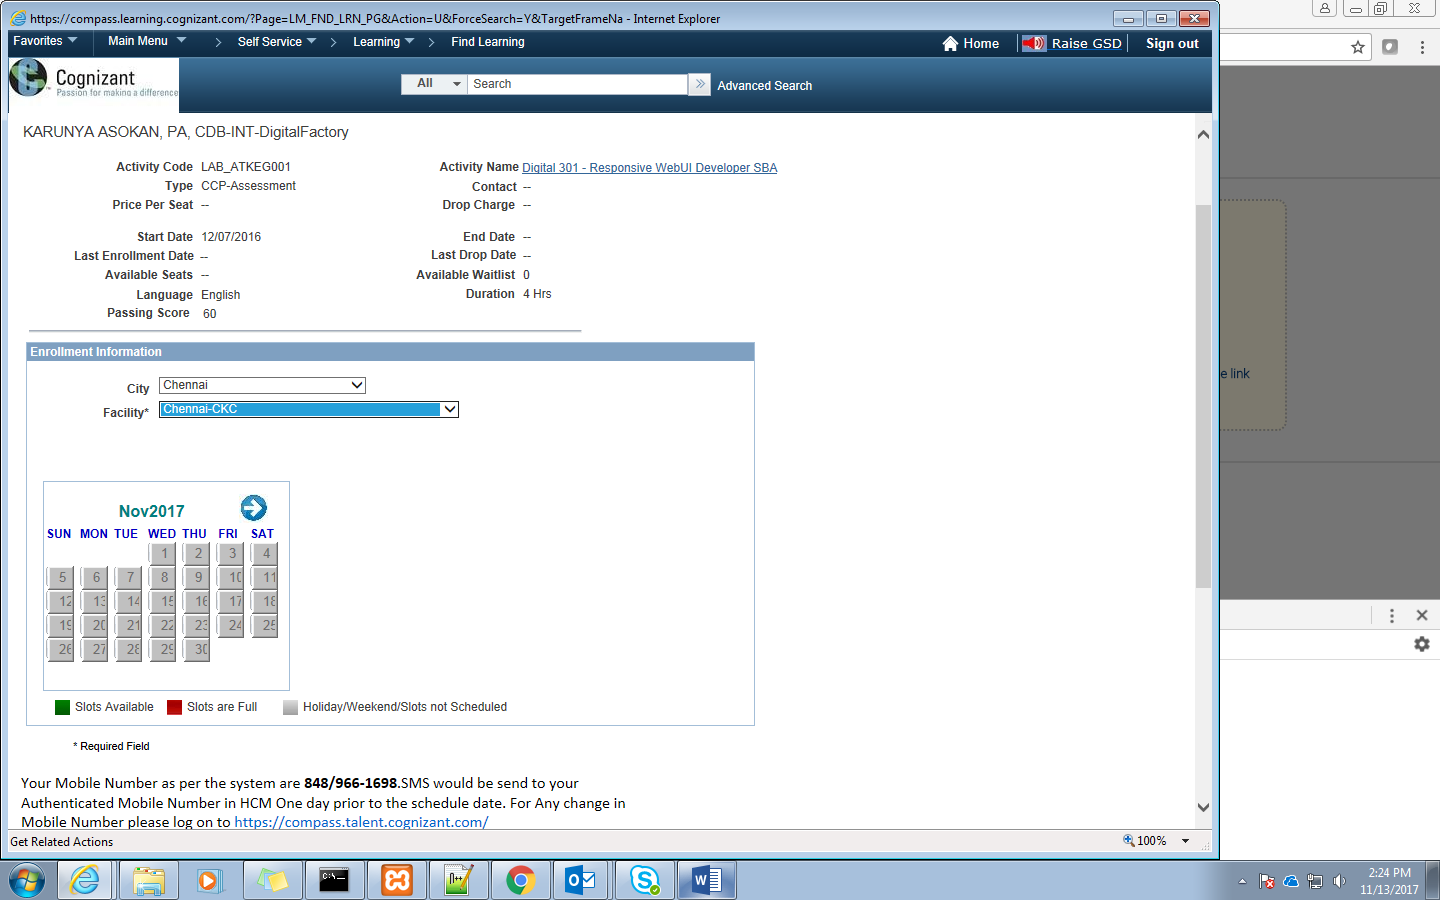 https://compass.learning.cognizant.com/?Page=LM_FND_LRN_PG&Action=U&ForceSearch=Y&TargetFrameNa - Internet Explorer
Favorites Main Menu > Self Service > Learning > Find Learning Home Raise GSD Sign out
Cognizant
Passion for making a difference
All Search » Advanced Search
KARUNYA ASOKAN, PA, CDB-INT-DigitalFactory
Activity Code LAB_ATKEG001 Activity Name Digital 301 - Responsive WebUI Developer SBA
Type CCP-Assessment Contact --
Price Per Seat -- Drop Charge --
Start Date 12/07/2016 End Date --
Last Enrollment Date -- Last Drop Date --
Available Seats -- Available Waitlist 0
Language English Duration 4 Hrs
Passing Score 60
Enrollment Information
City Chennai
Facility* Chennai-CKC
e link
Nov2017
SUN MON TUE WED THU FRI SAT
1 2 3 4
5 6 7 8 9 10 11
12 13 14 15 16 17 18
19 20 21 22 23 24 25
26 27 28 29 30
Slots Available Slots are Full Holiday/Weekend/Slots not Scheduled
* Required Field
Your Mobile Number as per the system are 848/966-1698.SMS would be send to your
Authenticated Mobile Number in HCM One day prior to the schedule date. For Any change in
Mobile Number please log on to https://compass.talent.cognizant.com/
Get Related Actions 100%
2:24 PM
11/13/2017